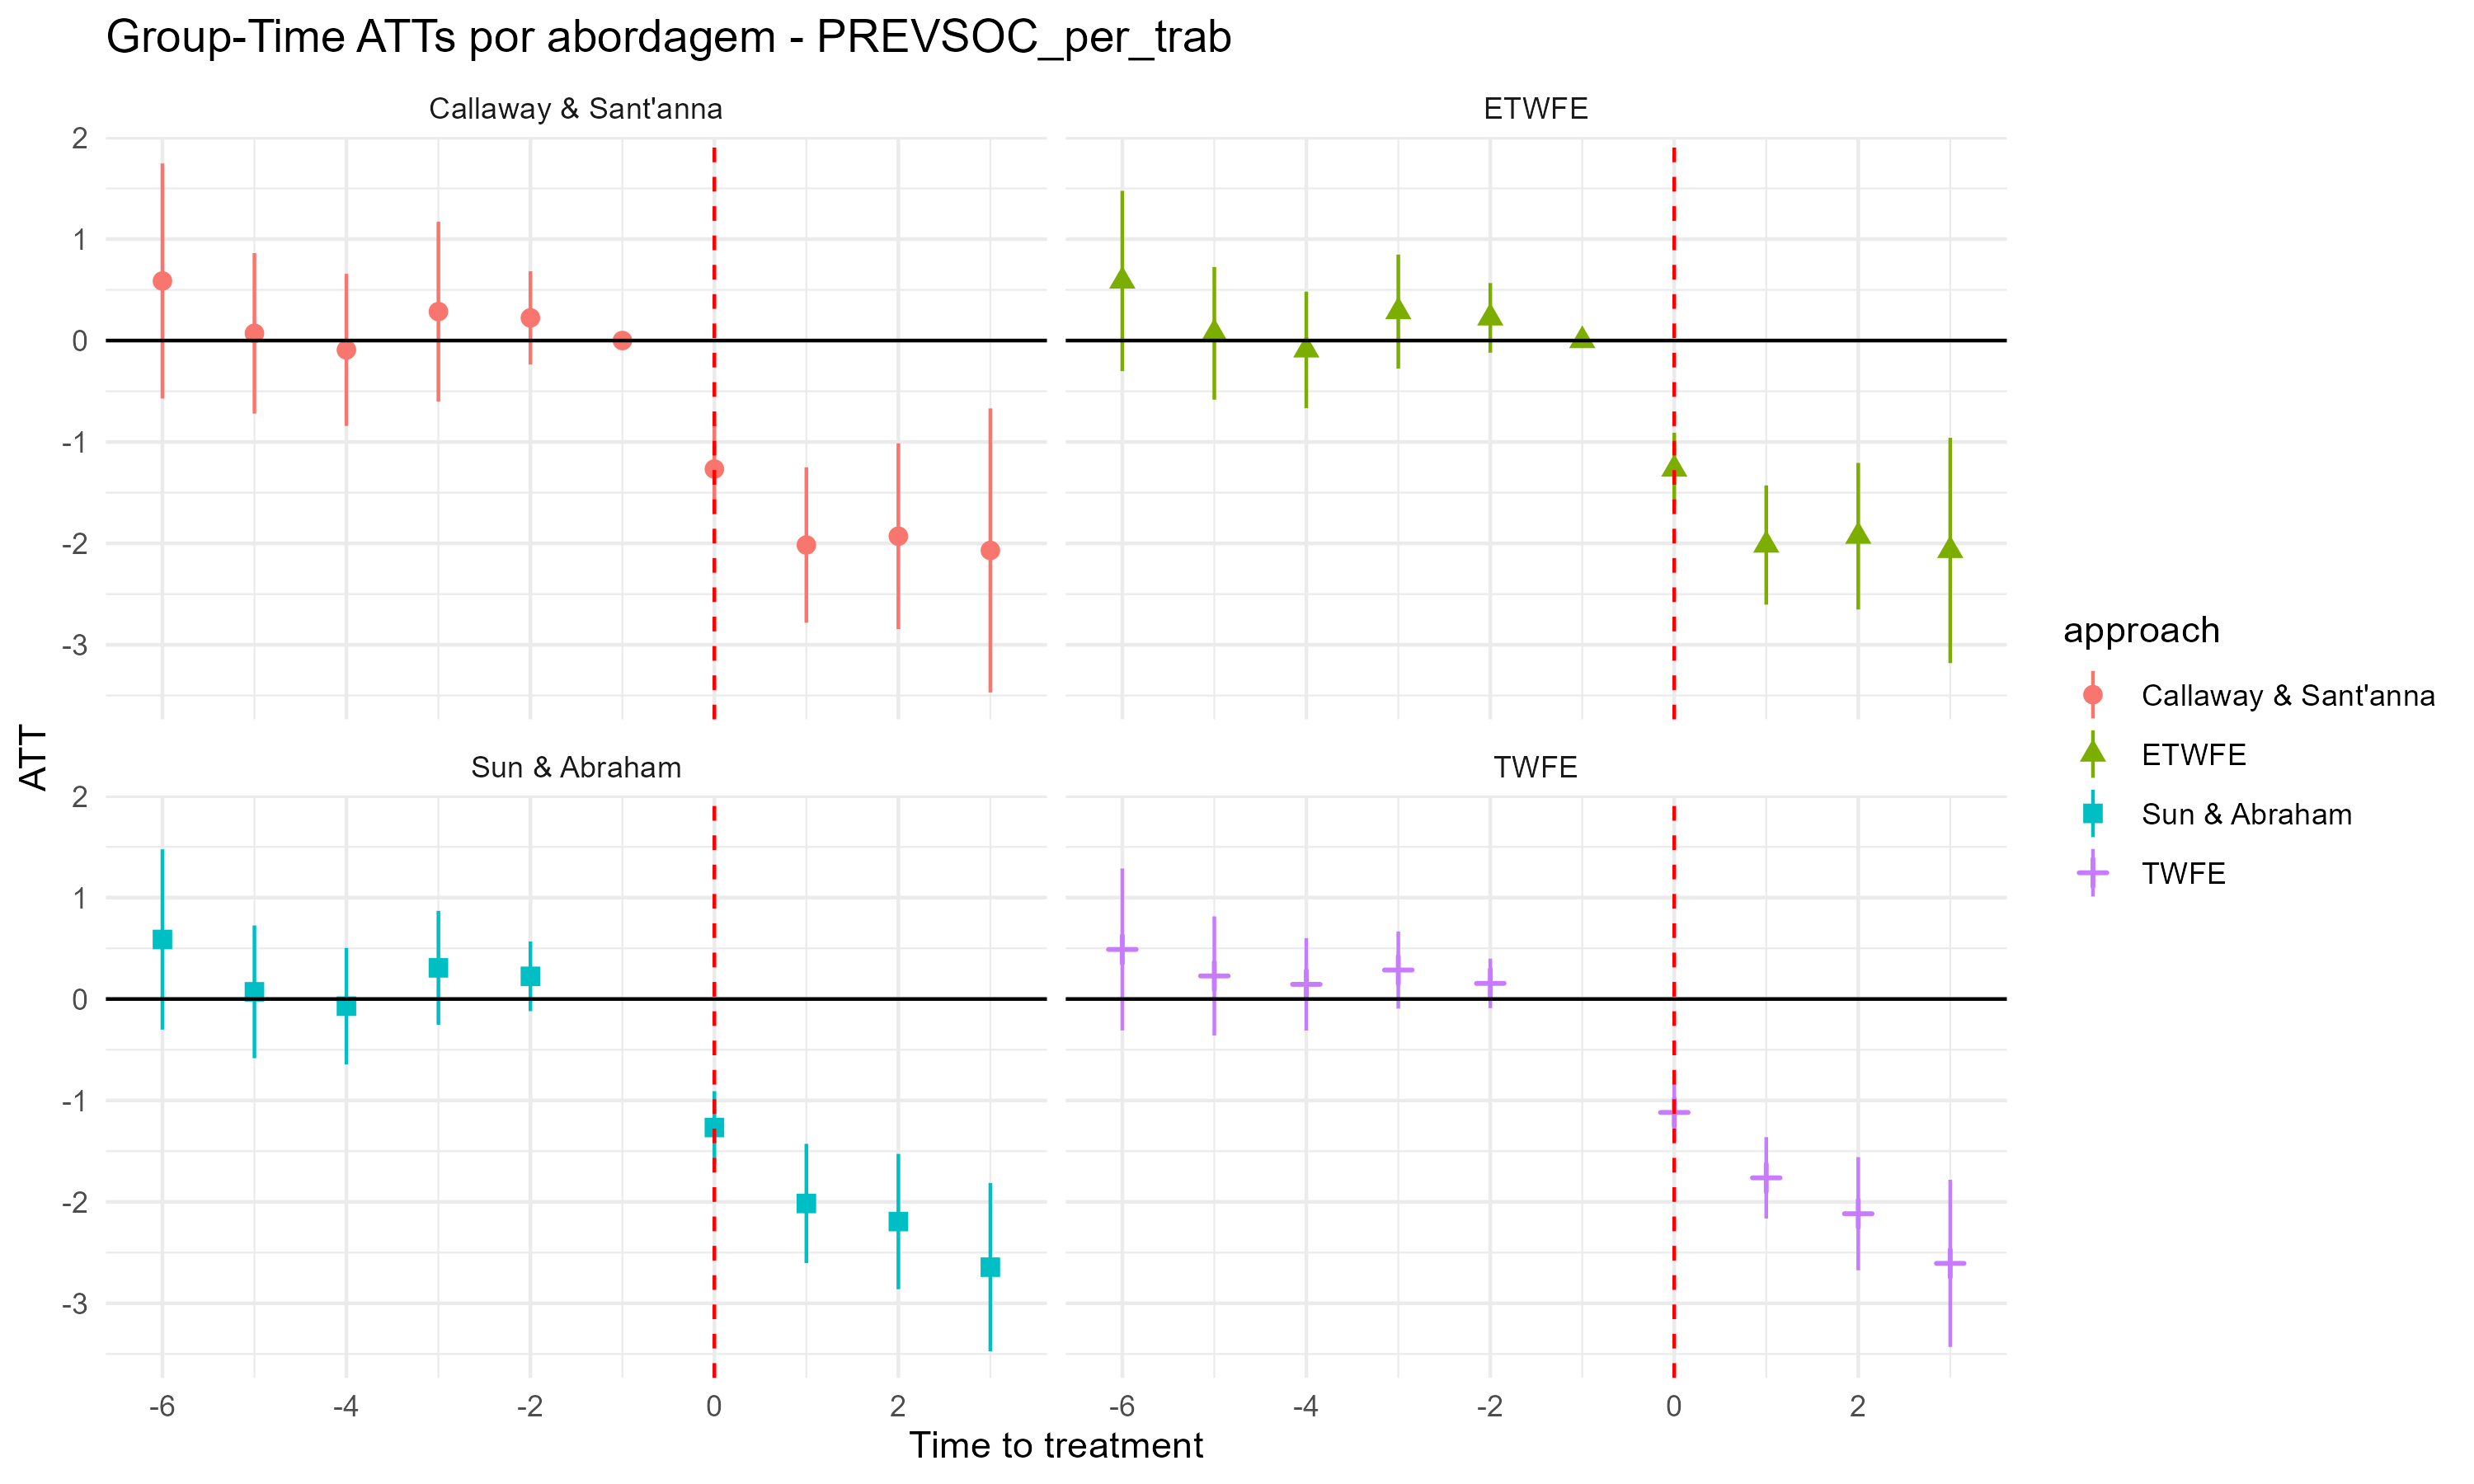 Group-Time ATTs por abordagem - PREVSOC_per_trab
Callaway & Sant'anna
ETWFE
2
1
0
-1
-2
-3
Sun & Abraham
TWFE
2
1
0
-1
-2
-3
ATT
-6
-4
-2
0
2
-6
-4
-2
0
2
Time to treatment
approach
Callaway & Sant'anna
ETWFE
Sun & Abraham
TWFE